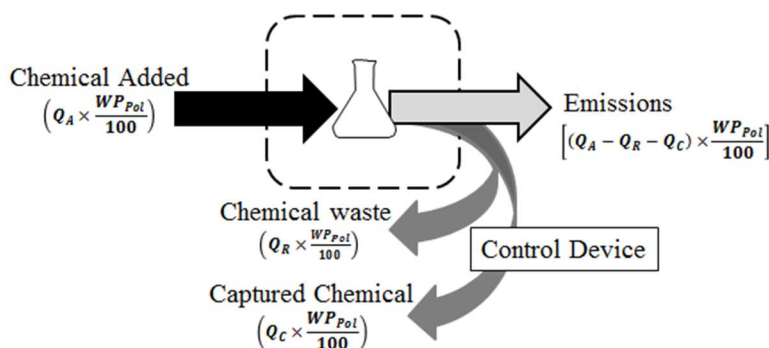 Chemical Added
(Q_A × WP_Pol/100)
Emissions
[(Q_A − Q_R − Q_C) × WP_Pol/100]
Chemical waste
(Q_R × WP_Pol/100)
Control Device
Captured Chemical
(Q_C × WP_Pol/100)